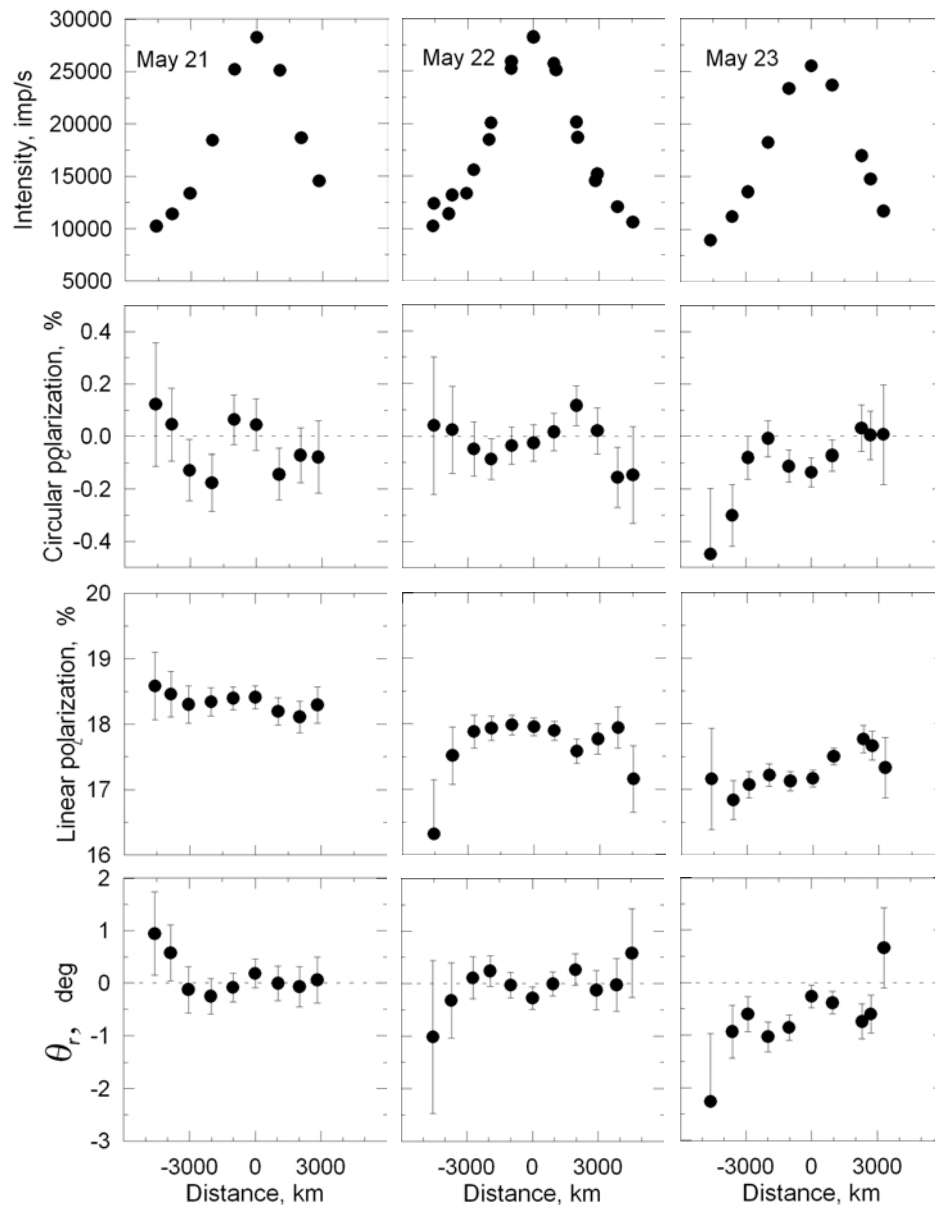 30000
25000
20000
15000
10000
5000
Intensity, imp/s
May 21
May 22
May 23
0.4
0.2
0.0
-0.2
-0.4
Circular pcolarization, %
20
19
18
17
16
Linear polcarization, %
2
1
0
-1
-2
-3
θr, deg
-3000 0 3000
-3000 0 3000
-3000 0 3000
Distance, km
Distance, km
Distance, km